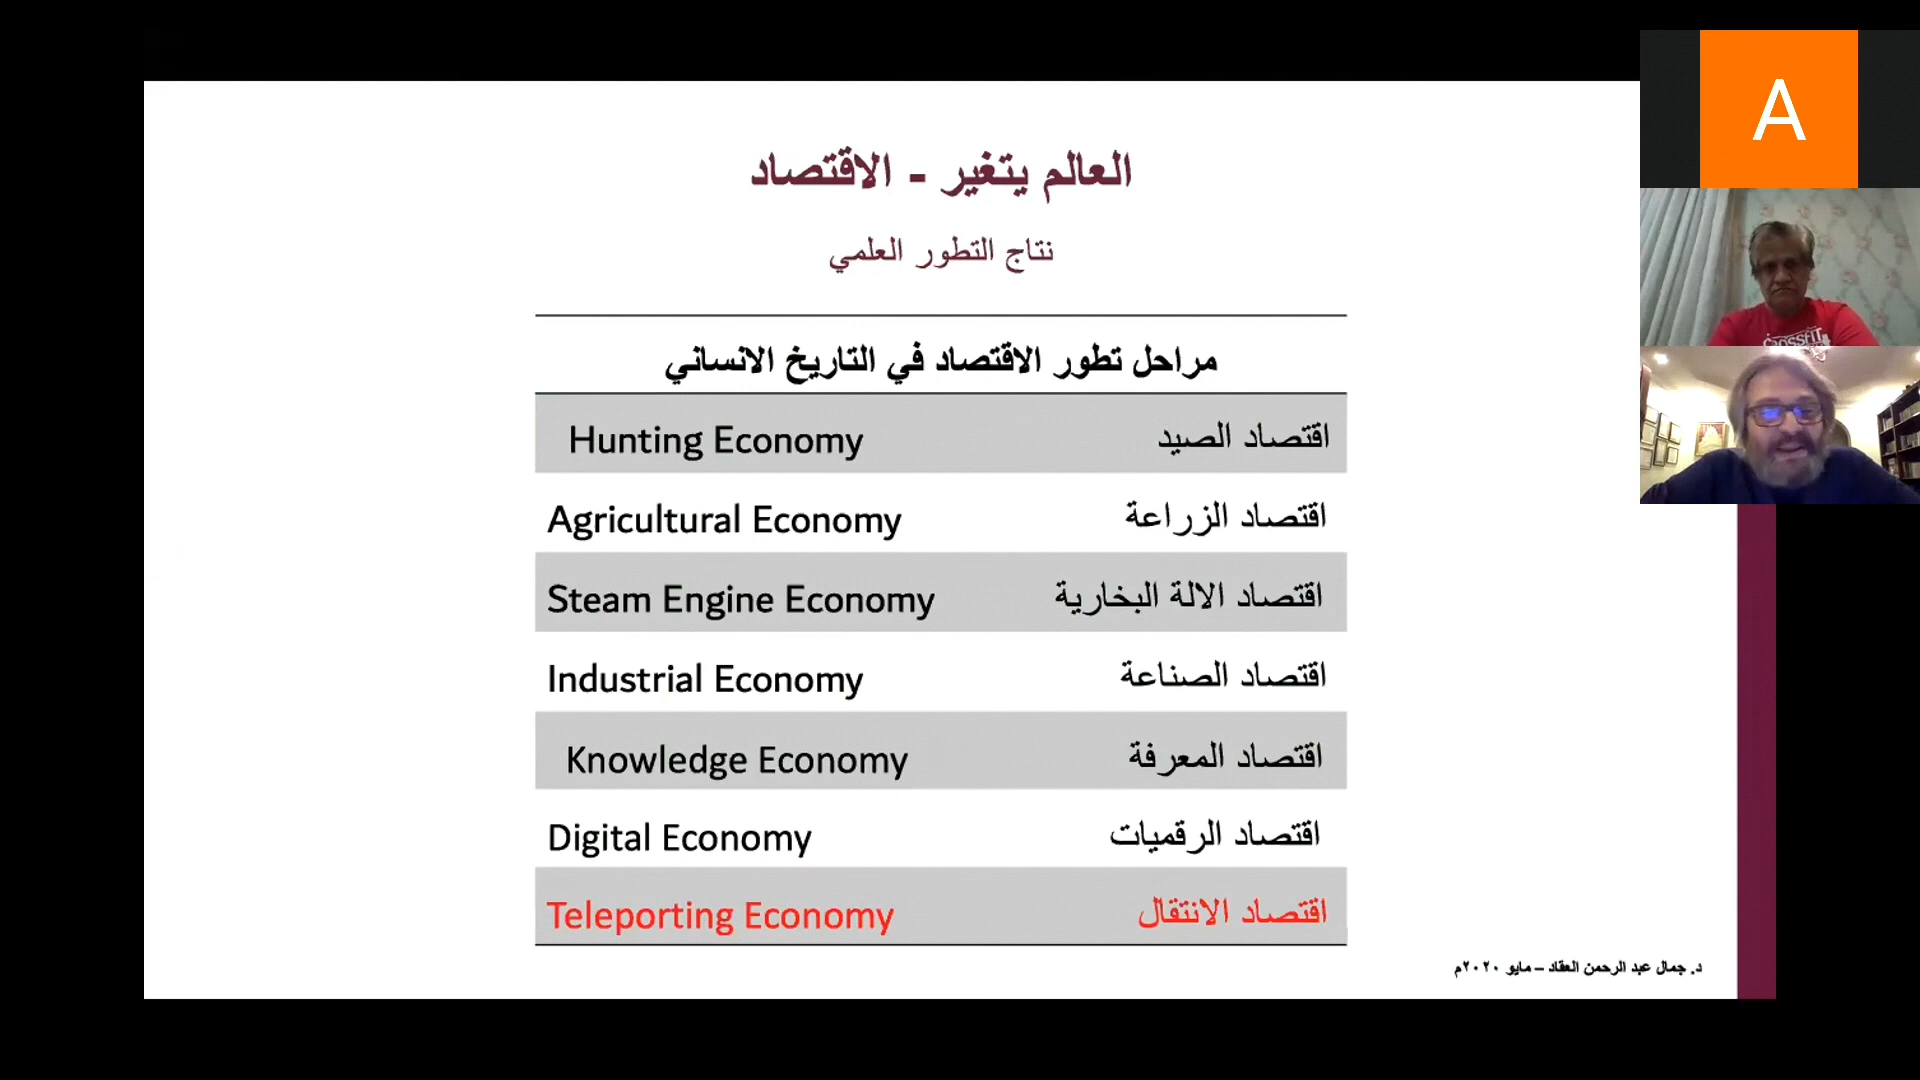 العالم يتغير - الاقتصاد
نتاج التطور العلمي
مراحل تطور الاقتصاد في التاريخ الانساني
Hunting Economy اقتصاد الصيد
Agricultural Economy اقتصاد الزراعة
Steam Engine Economy اقتصاد الالة البخارية
Industrial Economy اقتصاد الصناعة
Knowledge Economy اقتصاد المعرفة
Digital Economy اقتصاد الرقميات
Teleporting Economy اقتصاد الانتقال
د. جمال عبد الرحمن العقاد – مايو ٢٠٢٠م
A
CROSSFIT